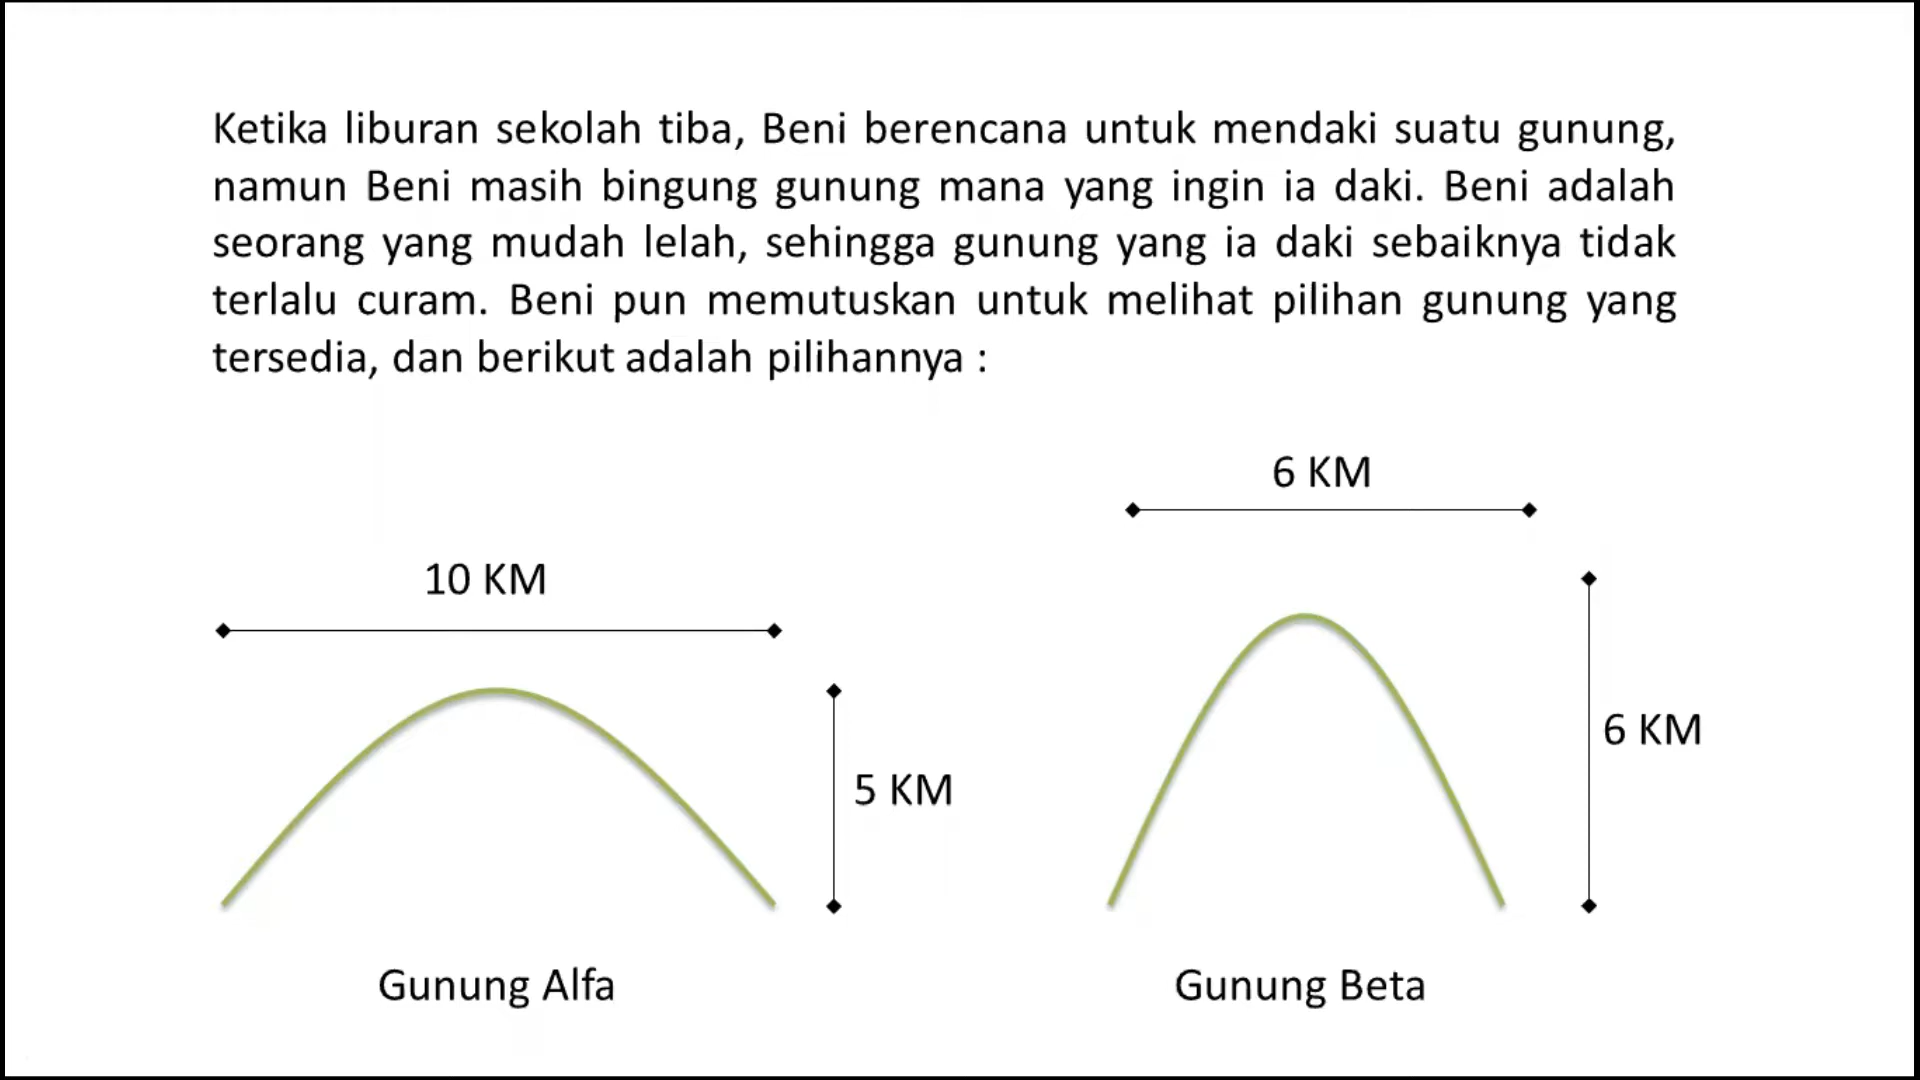 Ketika liburan sekolah tiba, Beni berencana untuk mendaki suatu gunung,
namun Beni masih bingung gunung mana yang ingin ia daki. Beni adalah
seorang yang mudah lelah, sehingga gunung yang ia daki sebaiknya tidak
terlalu curam. Beni pun memutuskan untuk melihat pilihan gunung yang
tersedia, dan berikut adalah pilihannya :
10 KM
5 KM
Gunung Alfa
6 KM
6 KM
Gunung Beta